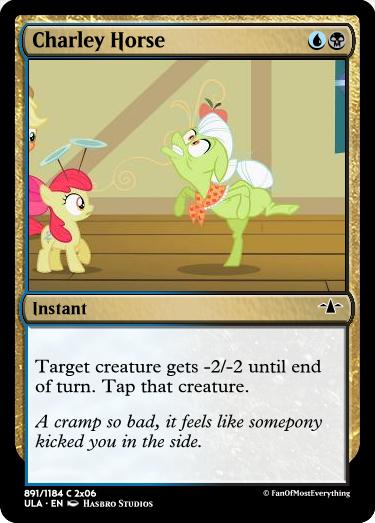 Charley Horse
Instant
Target creature gets -2/-2 until end
of turn. Tap that creature.
A cramp so bad, it feels like somepony
kicked you in the side.
891/1184 C 2x06
ULA • EN Hasbro Studios
© FanOfMostEverything